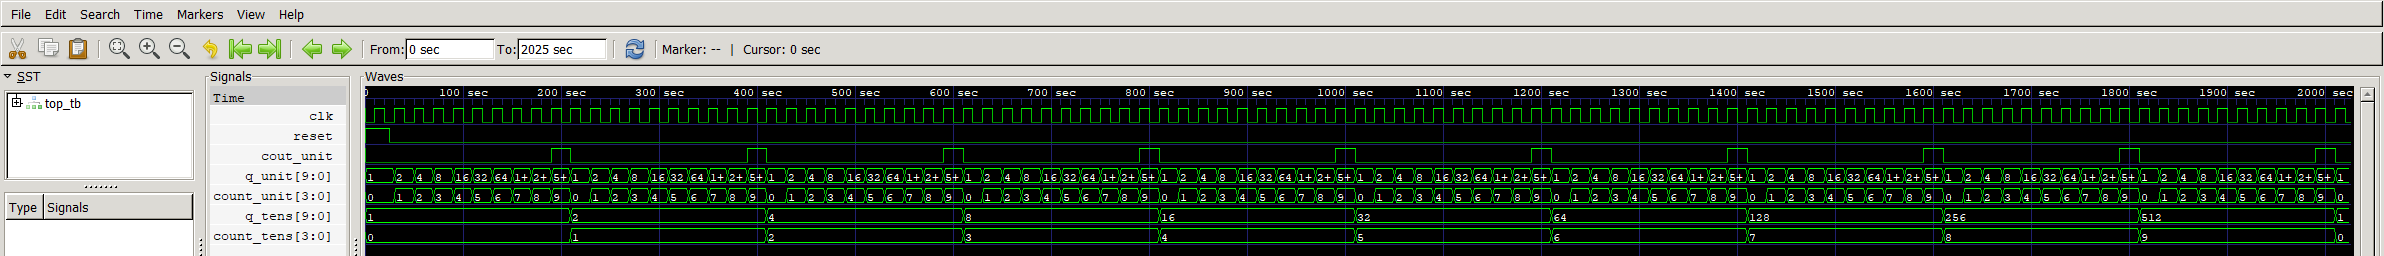 File Edit Search Time Markers View Help
From: 0 sec To: 2025 sec Marker: -- | Cursor: 0 sec
SST
top_tb
Type Signals
Signals
Time
clk
reset
cout_unit
q_unit[9:0]
count_unit[3:0]
q_tens[9:0]
count_tens[3:0]
Waves
0 100 sec 200 sec 300 sec 400 sec 500 sec 600 sec 700 sec 800 sec 900 sec 1000 sec 1100 sec 1200 sec 1300 sec 1400 sec 1500 sec 1600 sec 1700 sec 1800 sec 1900 sec 2000 sec
1 2 4 8 16 32 64 1+ 2+ 5+ 1 2 4 8 16 32 64 1+ 2+ 5+ 1 2 4 8 16 32 64 1+ 2+ 5+ 1 2 4 8 16 32 64 1+ 2+ 5+ 1 2 4 8 16 32 64 1+ 2+ 5+ 1 2 4 8 16 32 64 1+ 2+ 5+ 1 2 4 8 16 32 64 1+ 2+ 5+ 1 2 4 8 16 32 64 1+ 2+ 5+ 1 2 4 8 16 32 64 1+ 2+ 5+ 1 2 4 8 16 32 64 1+ 2+ 5+ 1
0 1 2 3 4 5 6 7 8 9 0 1 2 3 4 5 6 7 8 9 0 1 2 3 4 5 6 7 8 9 0 1 2 3 4 5 6 7 8 9 0 1 2 3 4 5 6 7 8 9 0 1 2 3 4 5 6 7 8 9 0 1 2 3 4 5 6 7 8 9 0 1 2 3 4 5 6 7 8 9 0 1 2 3 4 5 6 7 8 9 0 1 2 3 4 5 6 7 8 9 0
1 2 4 8 16 32 64 128 256 512 1
0 1 2 3 4 5 6 7 8 9 0